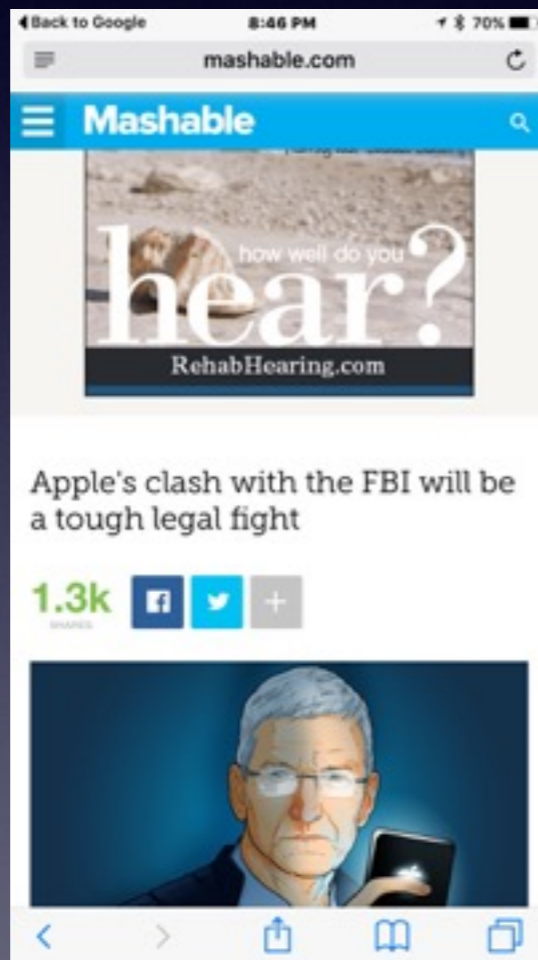 Back to Google 8:46 PM 70%
mashable.com
Mashable
how well do you
hear?
RehabHearing.com
Apple's clash with the FBI will be
a tough legal fight
1.3k
SHARES